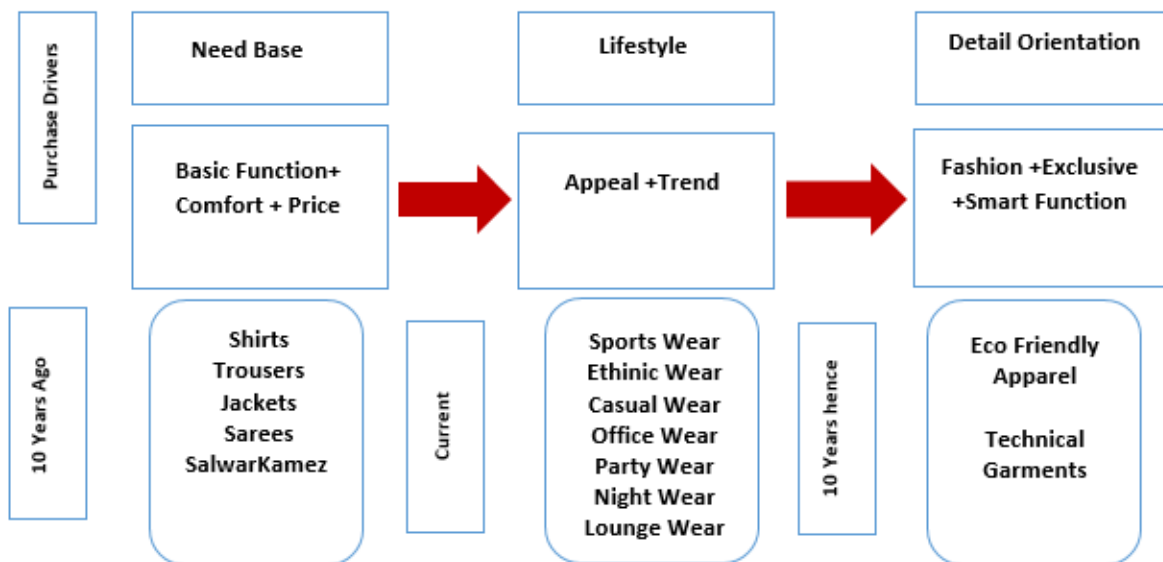 Purchase Drivers
Need Base
Lifestyle
Detail Orientation
Basic Function+
Comfort + Price
Appeal +Trend
Fashion +Exclusive
+Smart Function
10 Years Ago
Shirts
Trousers
Jackets
Sarees
SalwarKamez
Current
Sports Wear
Ethinic Wear
Casual Wear
Office Wear
Party Wear
Night Wear
Lounge Wear
10 Years hence
Eco Friendly
Apparel
Technical
Garments